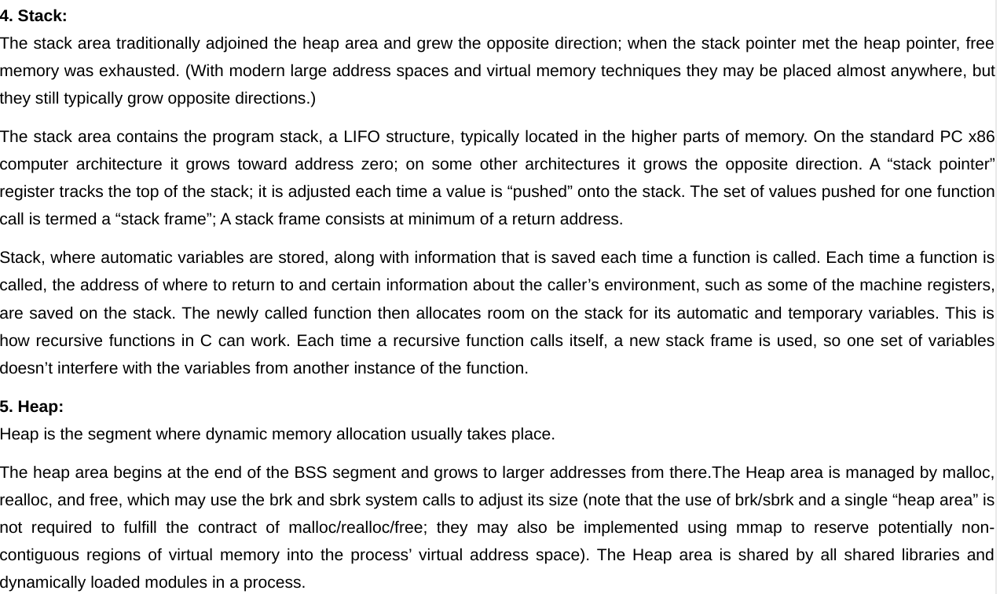 4. Stack:
The stack area traditionally adjoined the heap area and grew the opposite direction; when the stack pointer met the heap pointer, free
memory was exhausted. (With modern large address spaces and virtual memory techniques they may be placed almost anywhere, but
they still typically grow opposite directions.)
The stack area contains the program stack, a LIFO structure, typically located in the higher parts of memory. On the standard PC x86
computer architecture it grows toward address zero; on some other architectures it grows the opposite direction. A “stack pointer”
register tracks the top of the stack; it is adjusted each time a value is “pushed” onto the stack. The set of values pushed for one function
call is termed a “stack frame”; A stack frame consists at minimum of a return address.
Stack, where automatic variables are stored, along with information that is saved each time a function is called. Each time a function is
called, the address of where to return to and certain information about the caller’s environment, such as some of the machine registers,
are saved on the stack. The newly called function then allocates room on the stack for its automatic and temporary variables. This is
how recursive functions in C can work. Each time a recursive function calls itself, a new stack frame is used, so one set of variables
doesn’t interfere with the variables from another instance of the function.
5. Heap:
Heap is the segment where dynamic memory allocation usually takes place.
The heap area begins at the end of the BSS segment and grows to larger addresses from there.The Heap area is managed by malloc,
realloc, and free, which may use the brk and sbrk system calls to adjust its size (note that the use of brk/sbrk and a single “heap area” is
not required to fulfill the contract of malloc/realloc/free; they may also be implemented using mmap to reserve potentially non-
contiguous regions of virtual memory into the process’ virtual address space). The Heap area is shared by all shared libraries and
dynamically loaded modules in a process.